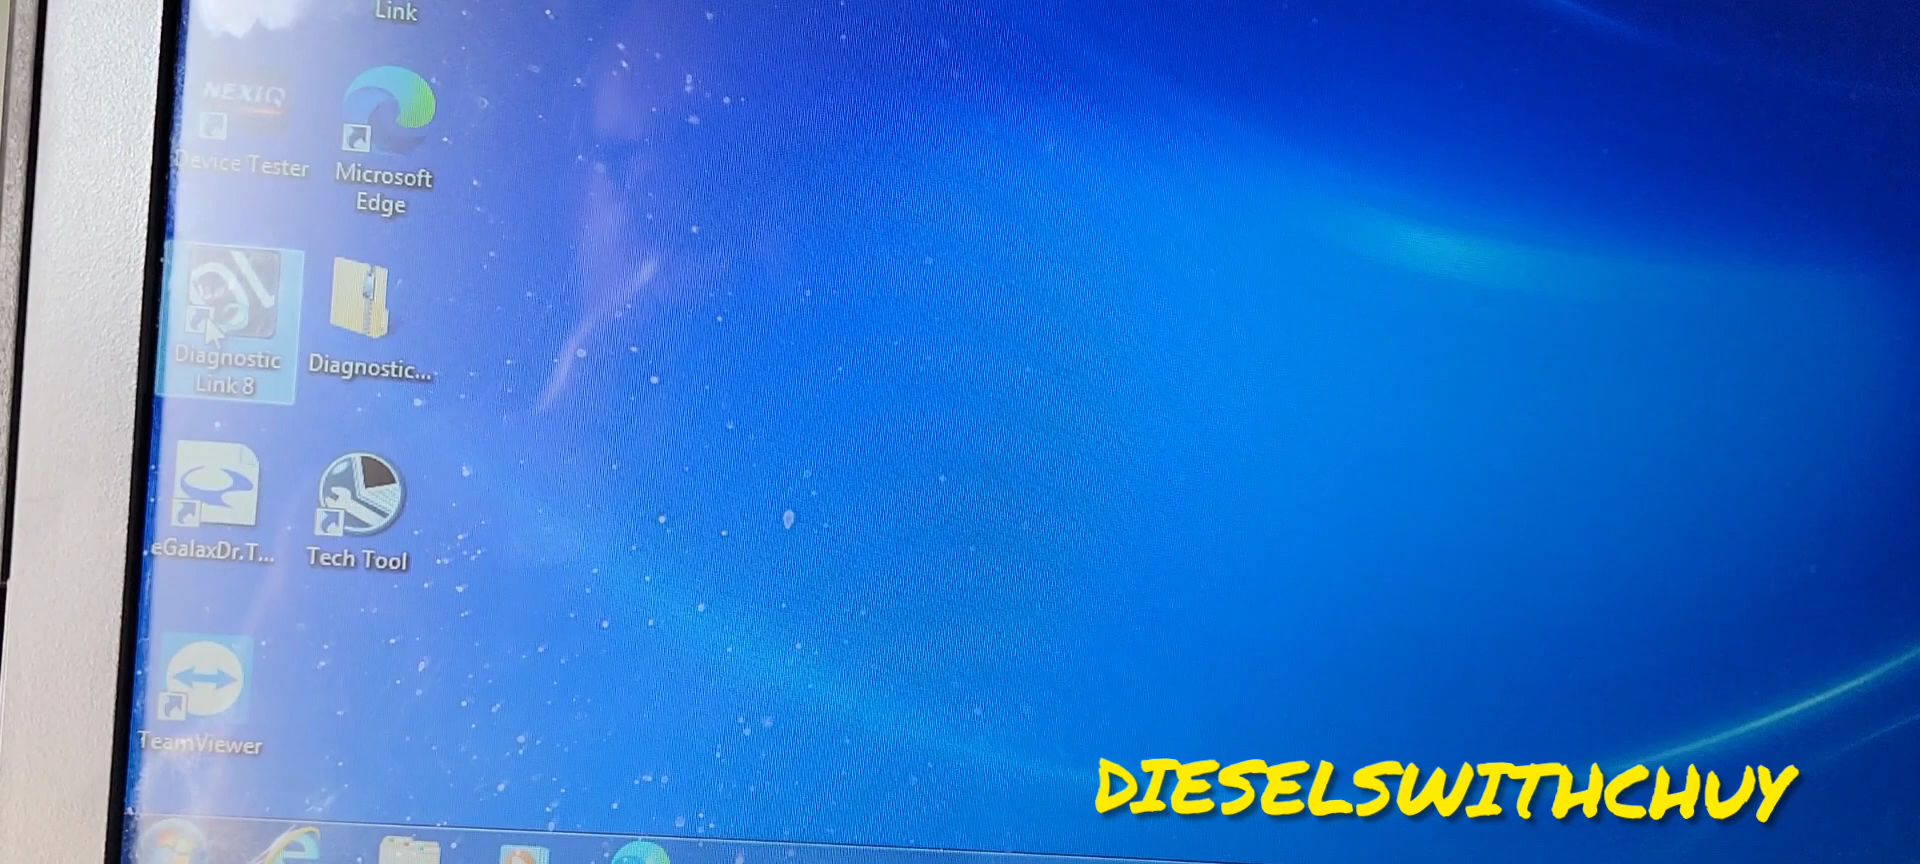 Link
NEXIQ
Device Tester
Microsoft
Edge
Diagnostic
Link 8
Diagnostic...
eGalaxDr.T...
Tech Tool
TeamViewer
DIESELSWITHCHUY